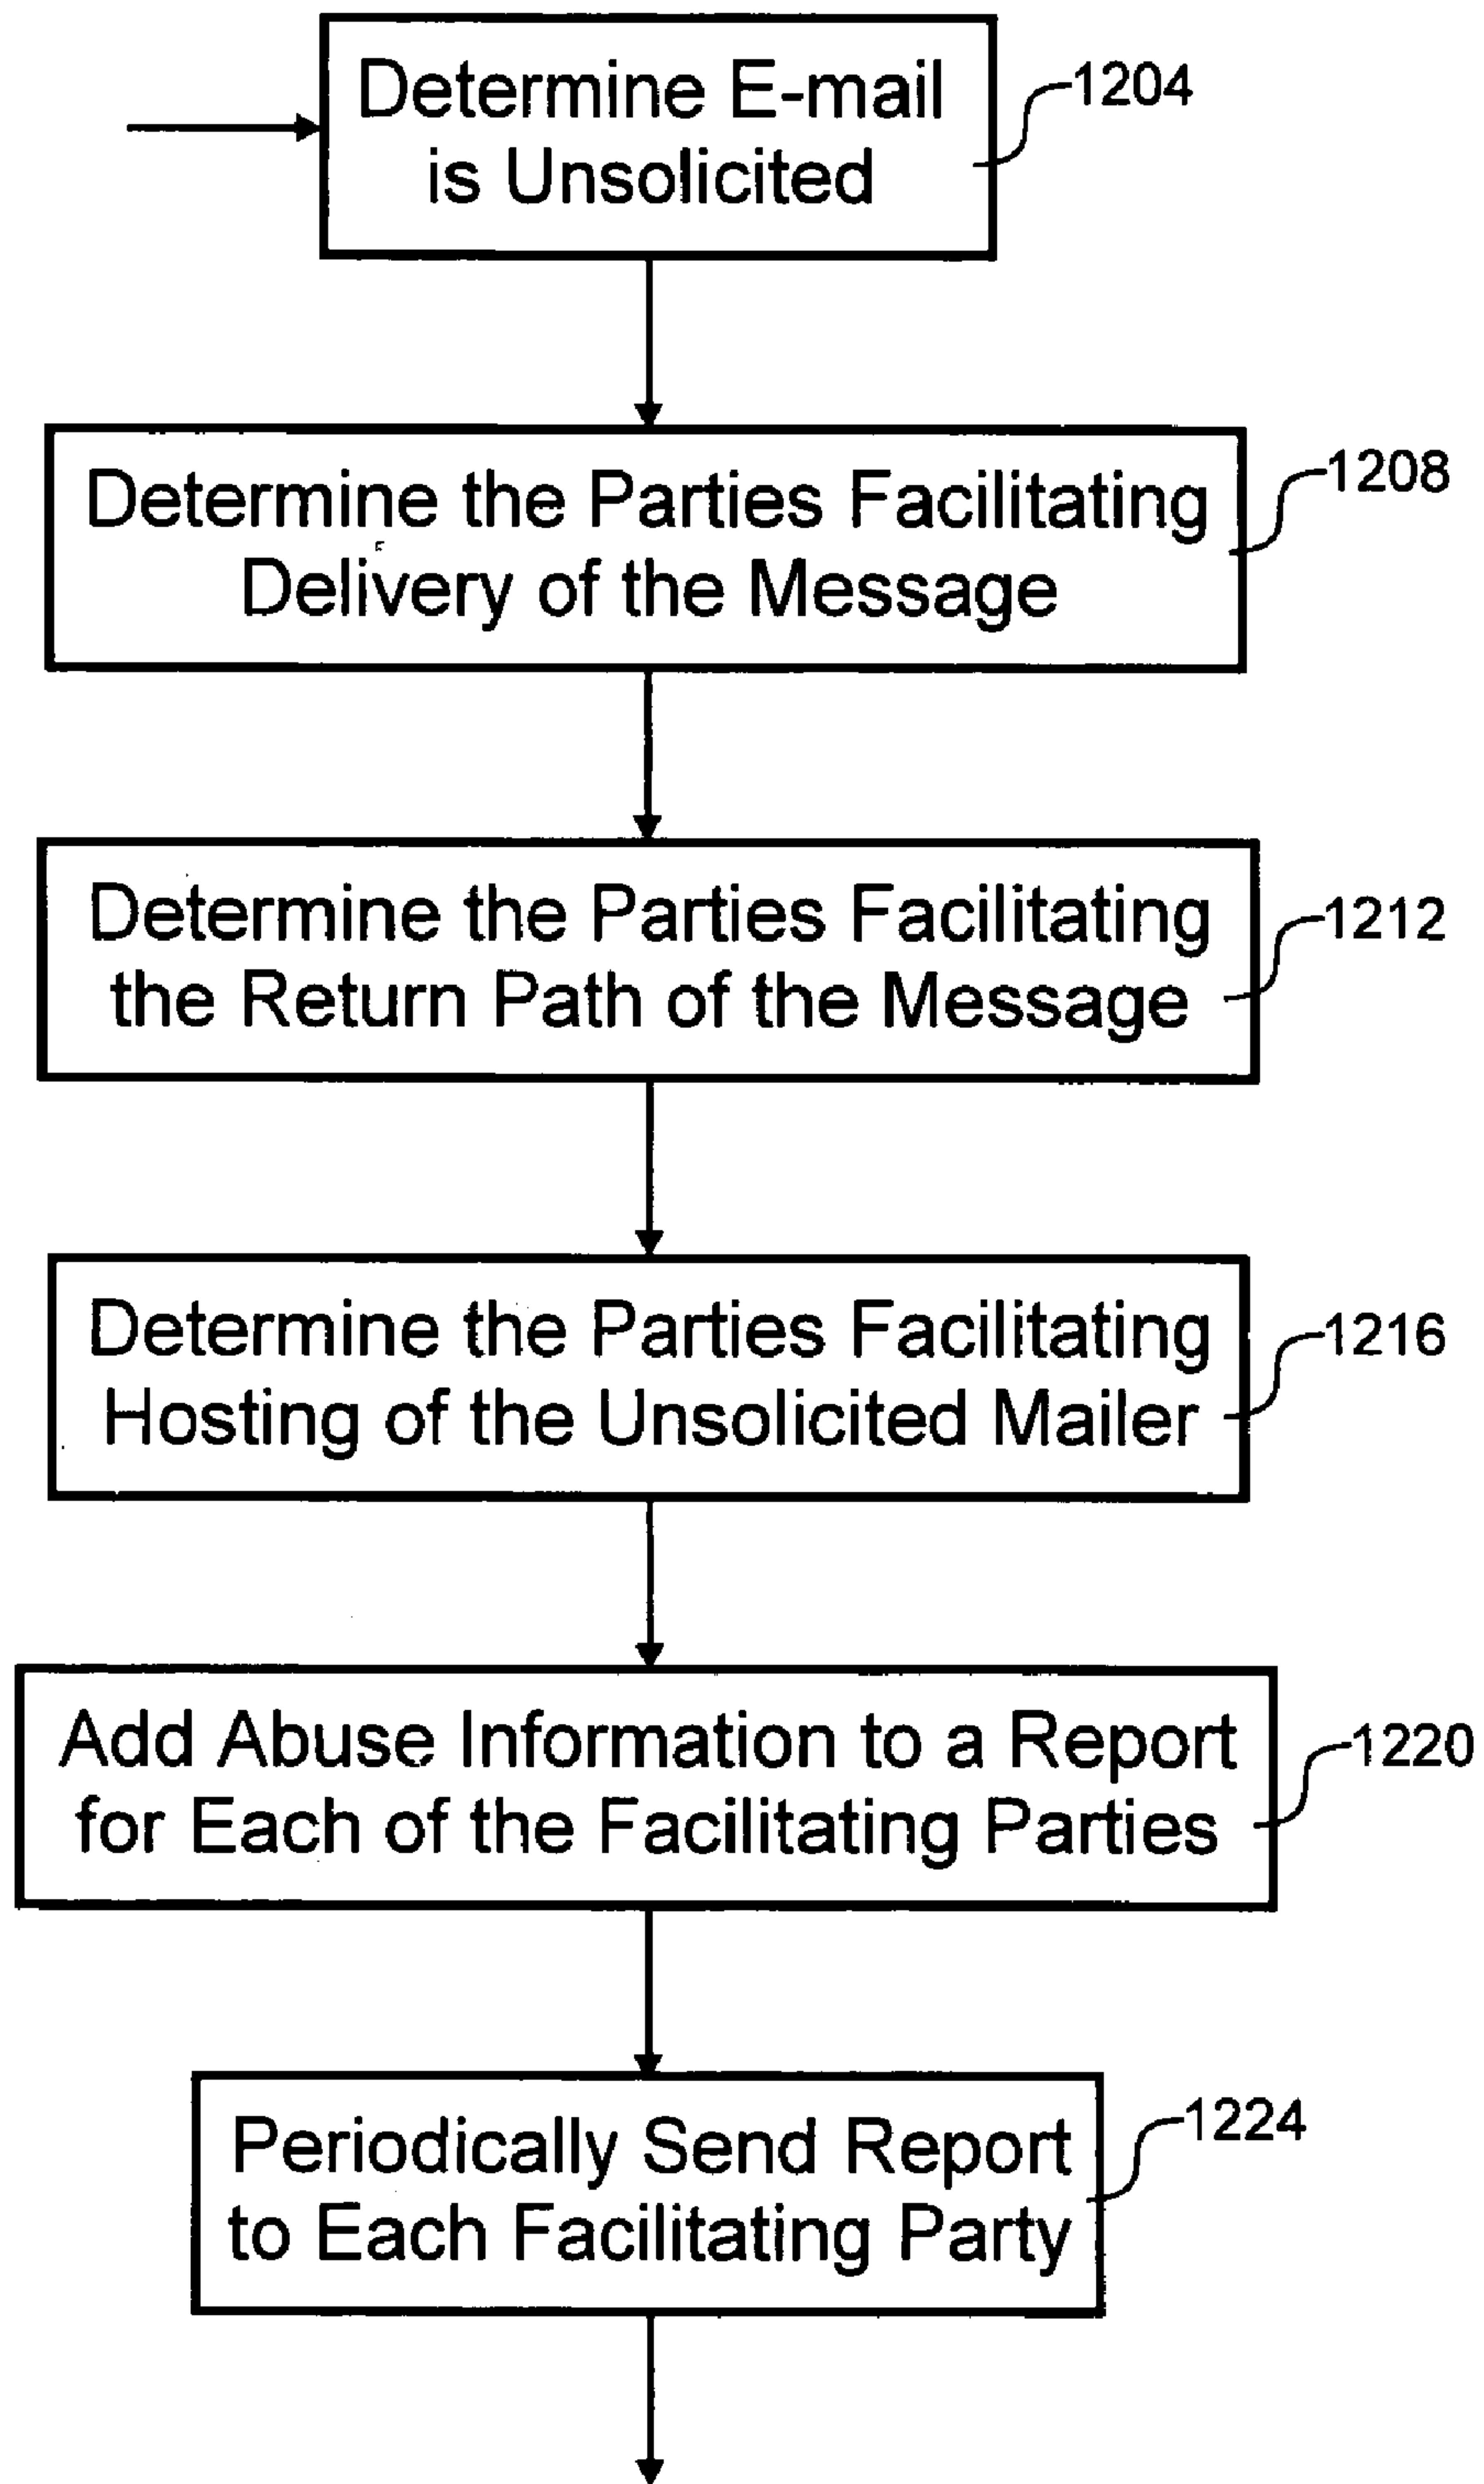 Determine E-mail
is Unsolicited
1204
Determine the Parties Facilitating
Delivery of the Message
1208
Determine the Parties Facilitating
the Return Path of the Message
1212
Determine the Parties Facilitating
Hosting of the Unsolicited Mailer
1216
Add Abuse Information to a Report
for Each of the Facilitating Parties
1220
Periodically Send Report
to Each Facilitating Party
1224